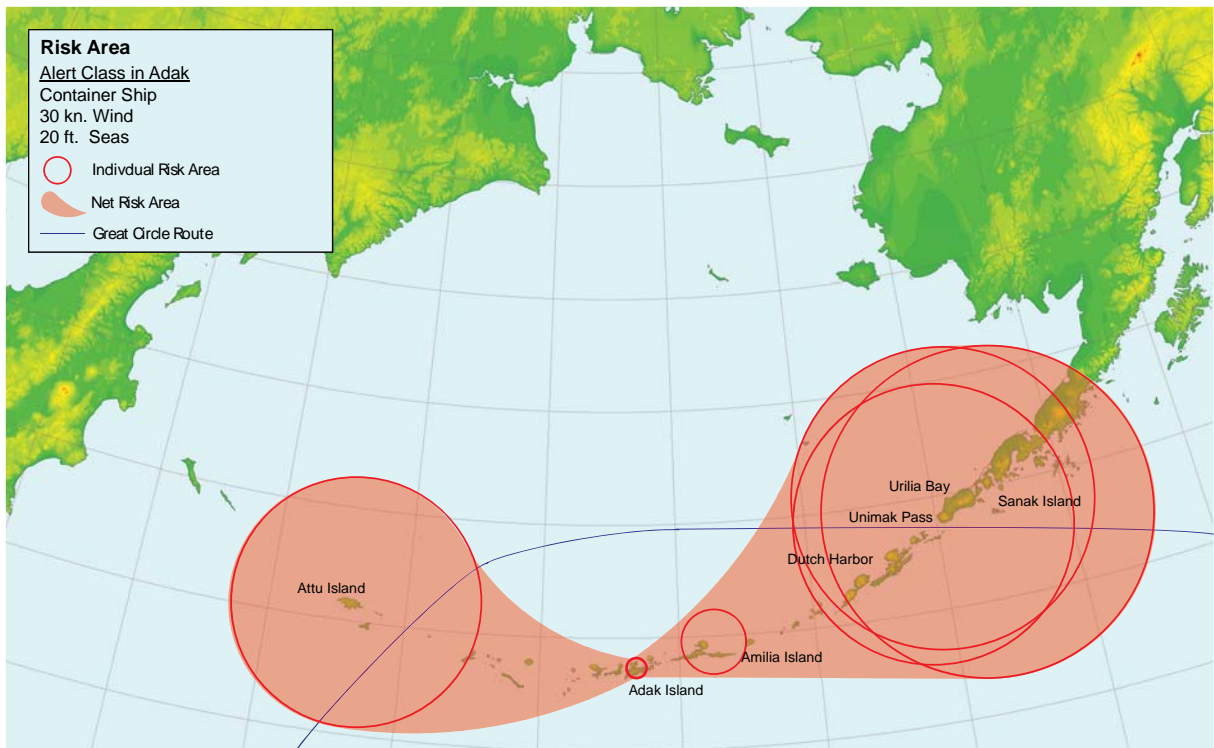 Risk Area
Alert Class in Adak
Container Ship
30 kn. Wind
20 ft. Seas
Indivdual Risk Area
Net Risk Area
Great Circle Route
Urilia Bay
Sanak Island
Unimak Pass
Dutch Harbor
Attu Island
Amilia Island
Adak Island